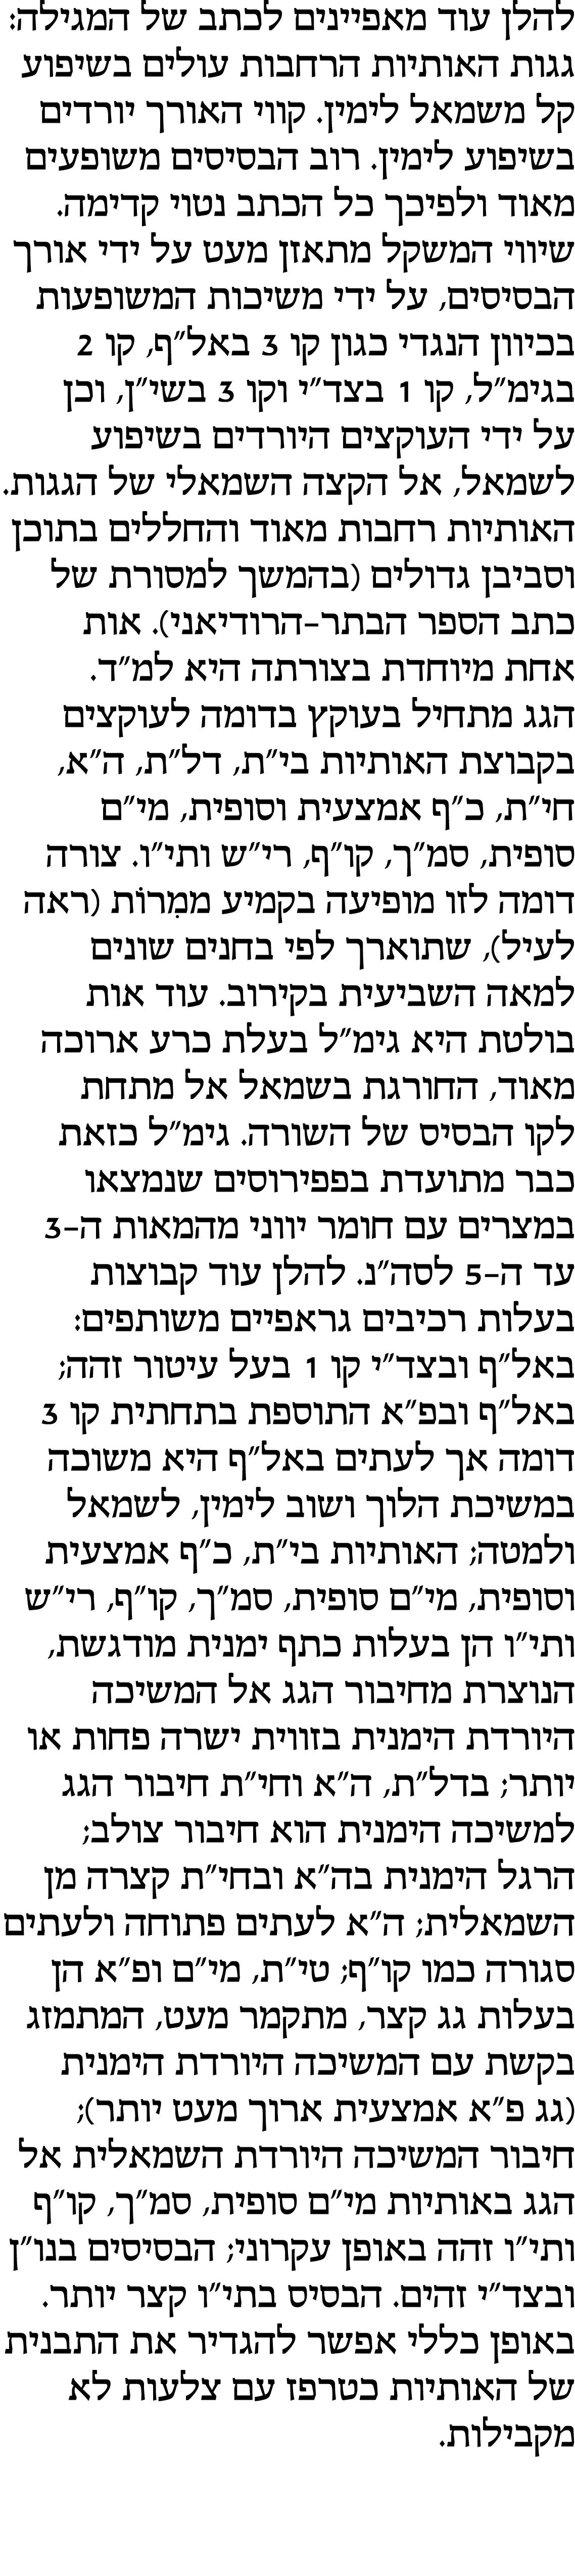 להלן עוד מאפיינים לכתב של המגילה:
גגות האותיות הרחבות עולים בשיפוע
קל משמאל לימין. קווי האורך יורדים
בשיפוע לימין. רוב הבסיסים משופעים
מאוד ולפיכך כל הכתב נטוי קדימה.
שיווי המשקל מתאזן מעט על ידי אורך
הבסיסים, על ידי משיכות המשופעות
בכיוון הנגדי כגון קו 3 באל״ף, קו 2
בגימ״ל, קו 1 בצד״י וקו 3 בשי״ן, וכן
על ידי העוקצים היורדים בשיפוע
לשמאל, אל הקצה השמאלי של הגגות.
האותיות רחבות מאוד והחללים בתוכן
וסביבן גדולים (בהמשך למסורת של
כתב הספר הבתר-הרודיאני). אות
אחת מיוחדת בצורתה היא למ״ד.
הגג מתחיל בעוקץ בדומה לעוקצים
בקבוצת האותיות בי״ת, דל״ת, ה״א,
חי״ת, כ״ף אמצעית וסופית, מי״ם
סופית, סמ״ך, קו״ף, רי״ש ותי״ו. צורה
דומה לזו מופיעה בקמיע ממִרוֹת (ראה
לעיל), שתוארך לפי בחנים שונים
למאה השביעית בקירוב. עוד אות
בולטת היא גימ״ל בעלת כרע ארוכה
מאוד, החורגת בשמאל אל מתחת
לקו הבסיס של השורה. גימ״ל כזאת
כבר מתועדת בפפירוסים שנמצאו
במצרים עם חומר יווני מהמאות ה-3
עד ה-5 לסה״נ. להלן עוד קבוצות
בעלות רכיבים גראפיים משותפים:
באל״ף ובצד״י קו 1 בעל עיטור זהה;
באל״ף ובפ״א התוספת בתחתית קו 3
דומה אך לעתים באל״ף היא משוכה
במשיכת הלוך ושוב לימין, לשמאל
ולמטה; האותיות בי״ת, כ״ף אמצעית
וסופית, מי״ם סופית, סמ״ך, קו״ף, רי״ש
ותי״ו הן בעלות כתף ימנית מודגשת,
הנוצרת מחיבור הגג אל המשיכה
היורדת הימנית בזווית ישרה פחות או
יותר; בדל״ת, ה״א וחי״ת חיבור הגג
למשיכה הימנית הוא חיבור צולב;
הרגל הימנית בה״א ובחי״ת קצרה מן
השמאלית; ה״א לעתים פתוחה ולעתים
סגורה כמו קו״ף; טי״ת, מי״ם ופ״א הן
בעלות גג קצר, מתקמר מעט, המתמזג
בקשת עם המשיכה היורדת הימנית
(גג פ״א אמצעית ארוך מעט יותר);
חיבור המשיכה היורדת השמאלית אל
הגג באותיות מי״ם סופית, סמ״ך, קו״ף
ותי״ו זהה באופן עקרוני; הבסיסים בנו״ן
ובצד״י זהים. הבסיס בתי״ו קצר יותר.
באופן כללי אפשר להגדיר את התבנית
של האותיות כטרפז עם צלעות לא
מקבילות.